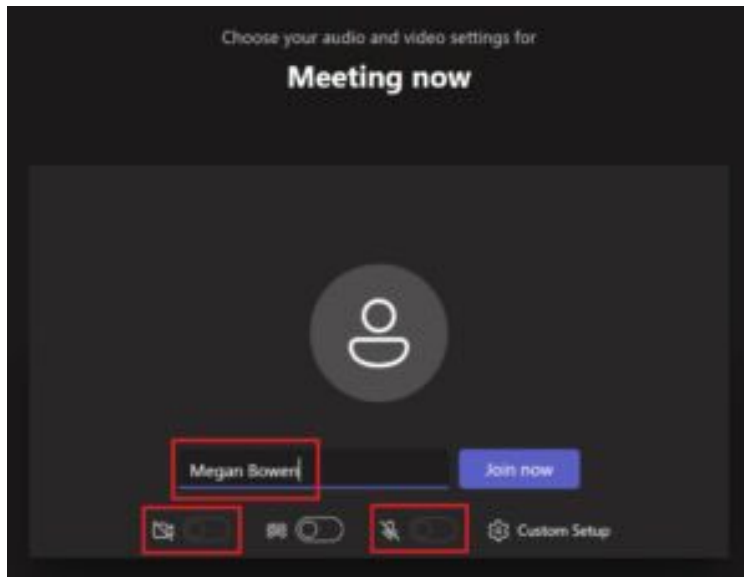 Choose your audio and video settings for
Meeting now
Megan Bowen
Join now
Custom Setup